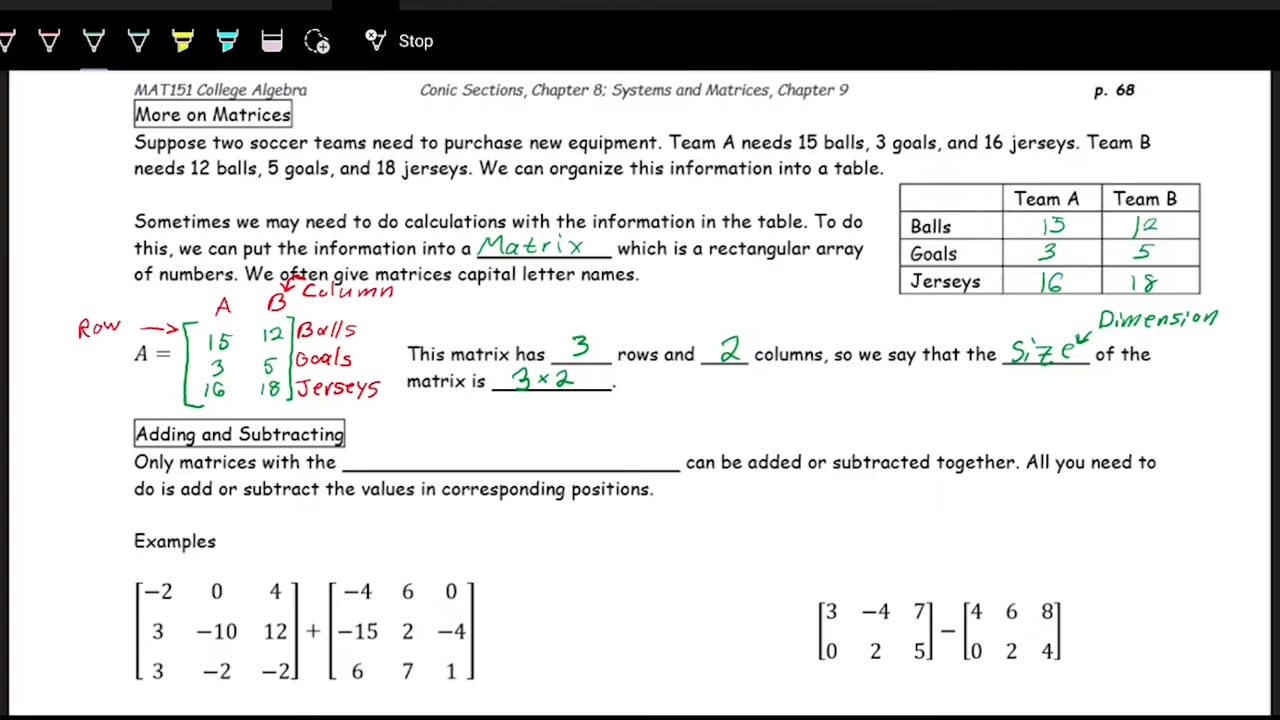 Stop
MAT151 College Algebra Conic Sections, Chapter 8; Systems and Matrices, Chapter 9 p. 68
More on Matrices
Suppose two soccer teams need to purchase new equipment. Team A needs 15 balls, 3 goals, and 16 jerseys. Team B
needs 12 balls, 5 goals, and 18 jerseys. We can organize this information into a table.
Team A Team B
Balls 15 12
Goals 3 5
Jerseys 16 18
Sometimes we may need to do calculations with the information in the table. To do
this, we can put the information into a Matrix which is a rectangular array
of numbers. We often give matrices capital letter names.
A B Column
Row
15 12 Balls
A = 3 5 Goals
16 18 Jerseys
Dimension
This matrix has 3 rows and 2 columns, so we say that the Size of the
matrix is 3 × 2.
Adding and Subtracting
Only matrices with the ____ can be added or subtracted together. All you need to
do is add or subtract the values in corresponding positions.
Examples
[−2 0 4] [−4 6 0]
[3 −10 12] + [−15 2 −4]
[3 −2 −2] [6 7 1]
[3 −4 7] − [4 6 8]
[0 2 5] [0 2 4]